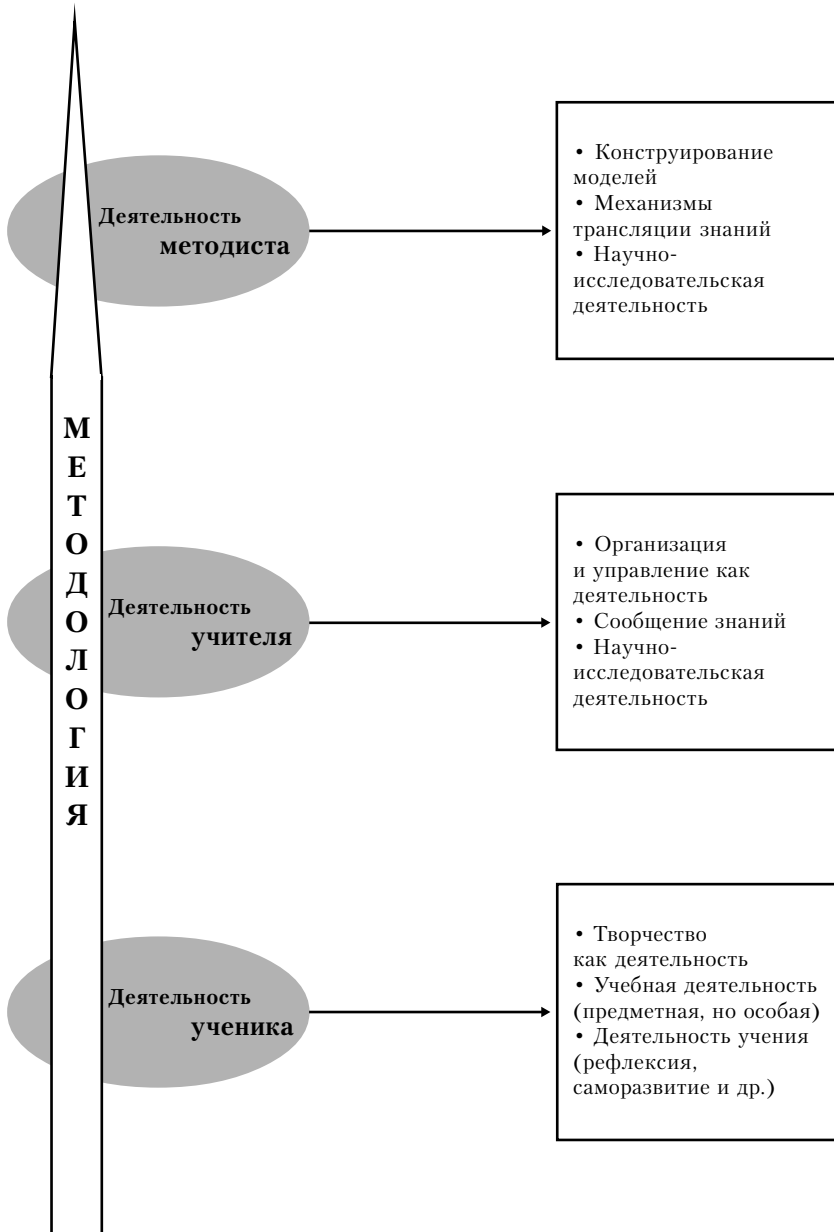 Деятельность
методиста
• Конструирование
моделей
• Механизмы
трансляции знаний
• Научно-
исследовательская
деятельность
МЕТОДОЛОГИЯ
Деятельность
учителя
• Организация
и управление как
деятельность
• Сообщение знаний
• Научно-
исследовательская
деятельность
Деятельность
ученика
• Творчество
как деятельность
• Учебная деятельность
(предметная, но особая)
• Деятельность учения
(рефлексия,
саморазвитие и др.)